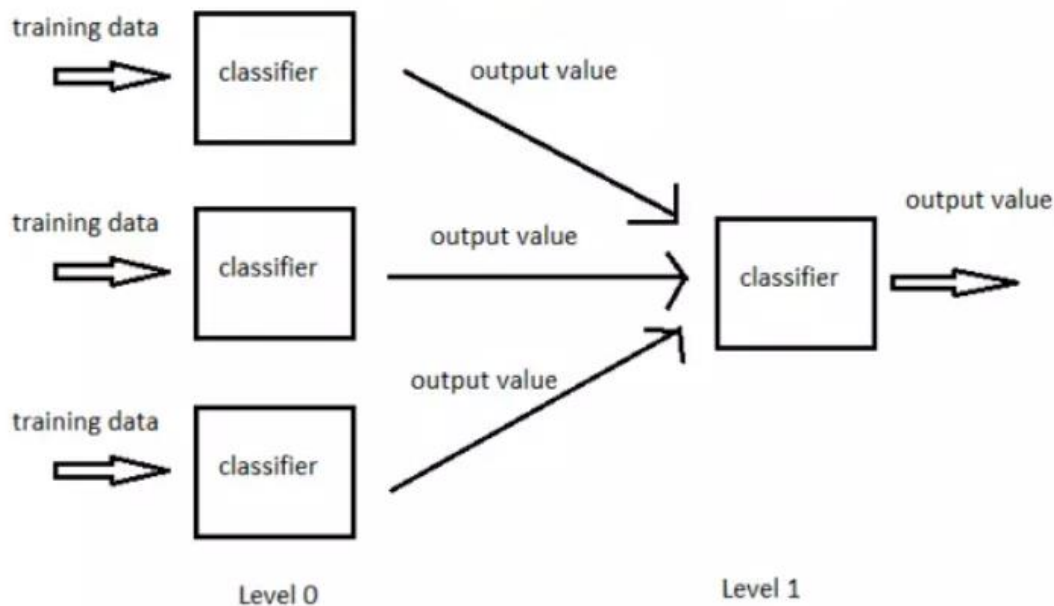 training data
classifier
output value
training data
classifier
output value
output value
classifier
output value
training data
classifier
Level 0
Level 1